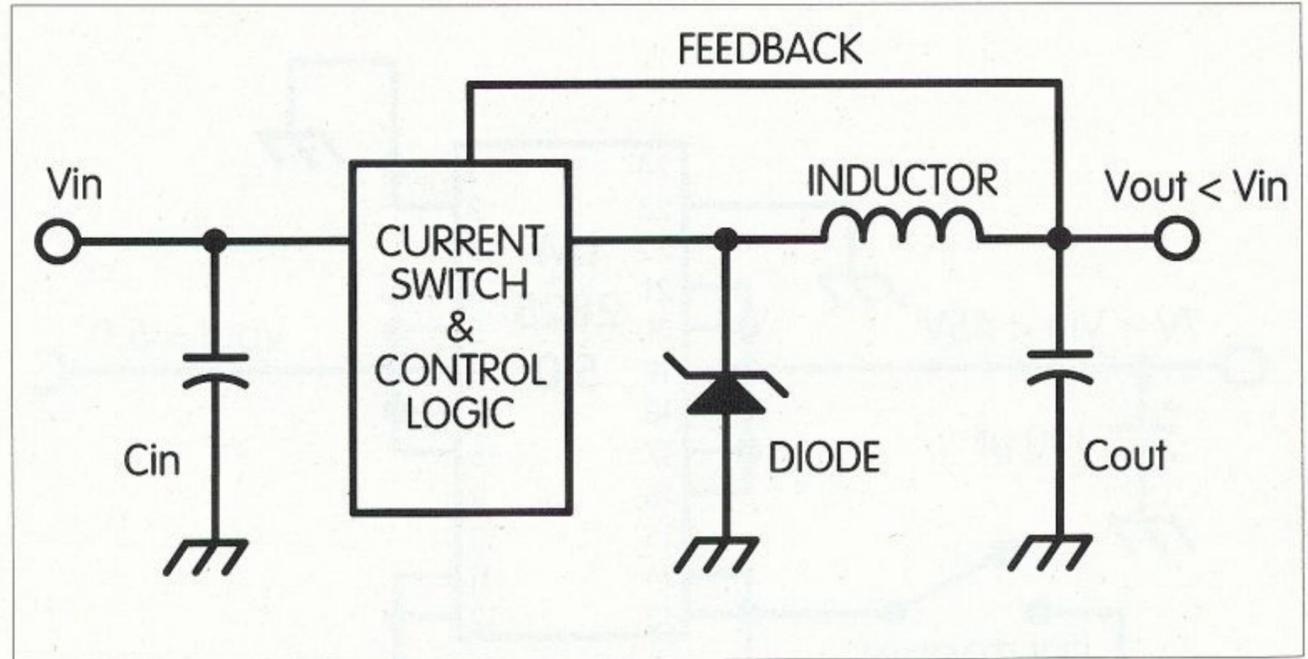 FEEDBACK
Vin
INDUCTOR
Vout < Vin
CURRENT
SWITCH
&
CONTROL
LOGIC
Cin
DIODE
Cout